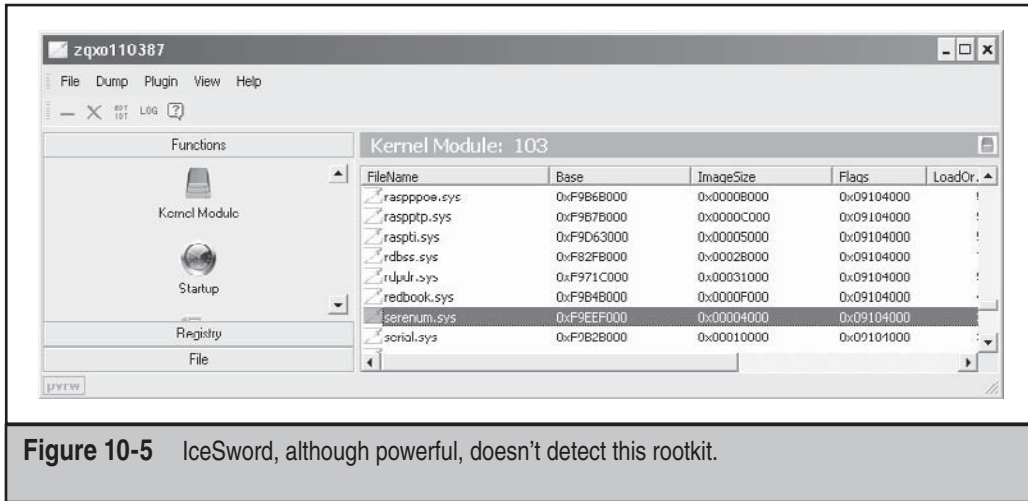 zqxo110387
File Dump Plugin View Help
LOG
Functions
Kernel Module
Startup
Registry
File
Kernel Module: 103
FileName Base ImageSize Flags LoadOr.
raspppoe.sys 0xF9B6B000 0x0000B000 0x09104000
raspptp.sys 0xF9B7B000 0x0000C000 0x09104000
raspti.sys 0xF9D63000 0x00005000 0x09104000
rdbss.sys 0xF82FB000 0x0002B000 0x09104000
rdpdr.sys 0xF971C000 0x00031000 0x09104000
redbook.sys 0xF9B4B000 0x0000F000 0x09104000
serenum.sys 0xF9EEF000 0x00004000 0x09104000
serial.sys 0xF9B2B000 0x00010000 0x09104000
Figure 10-5 IceSword, although powerful, doesn't detect this rootkit.